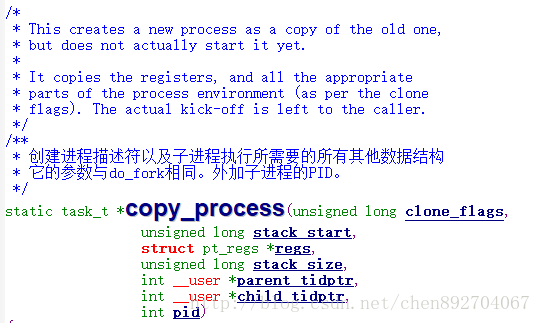 /*
 * This creates a new process as a copy of the old one,
 * but does not actually start it yet.
 *
 * It copies the registers, and all the appropriate
 * parts of the process environment (as per the clone
 * flags). The actual kick-off is left to the caller.
 */
/**
 * 创建进程描述符以及子进程执行所需要的所有其他数据结构
 * 它的参数与do_fork相同。外加子进程的PID。
 */
static task_t *copy_process(unsigned long clone_flags,
unsigned long stack_start,
struct pt_regs *regs,
unsigned long stack_size,
int __user *parent_tidptr,
int __user *child_tidptr,
int pid)
http://blog.csdn.net/chen892704067